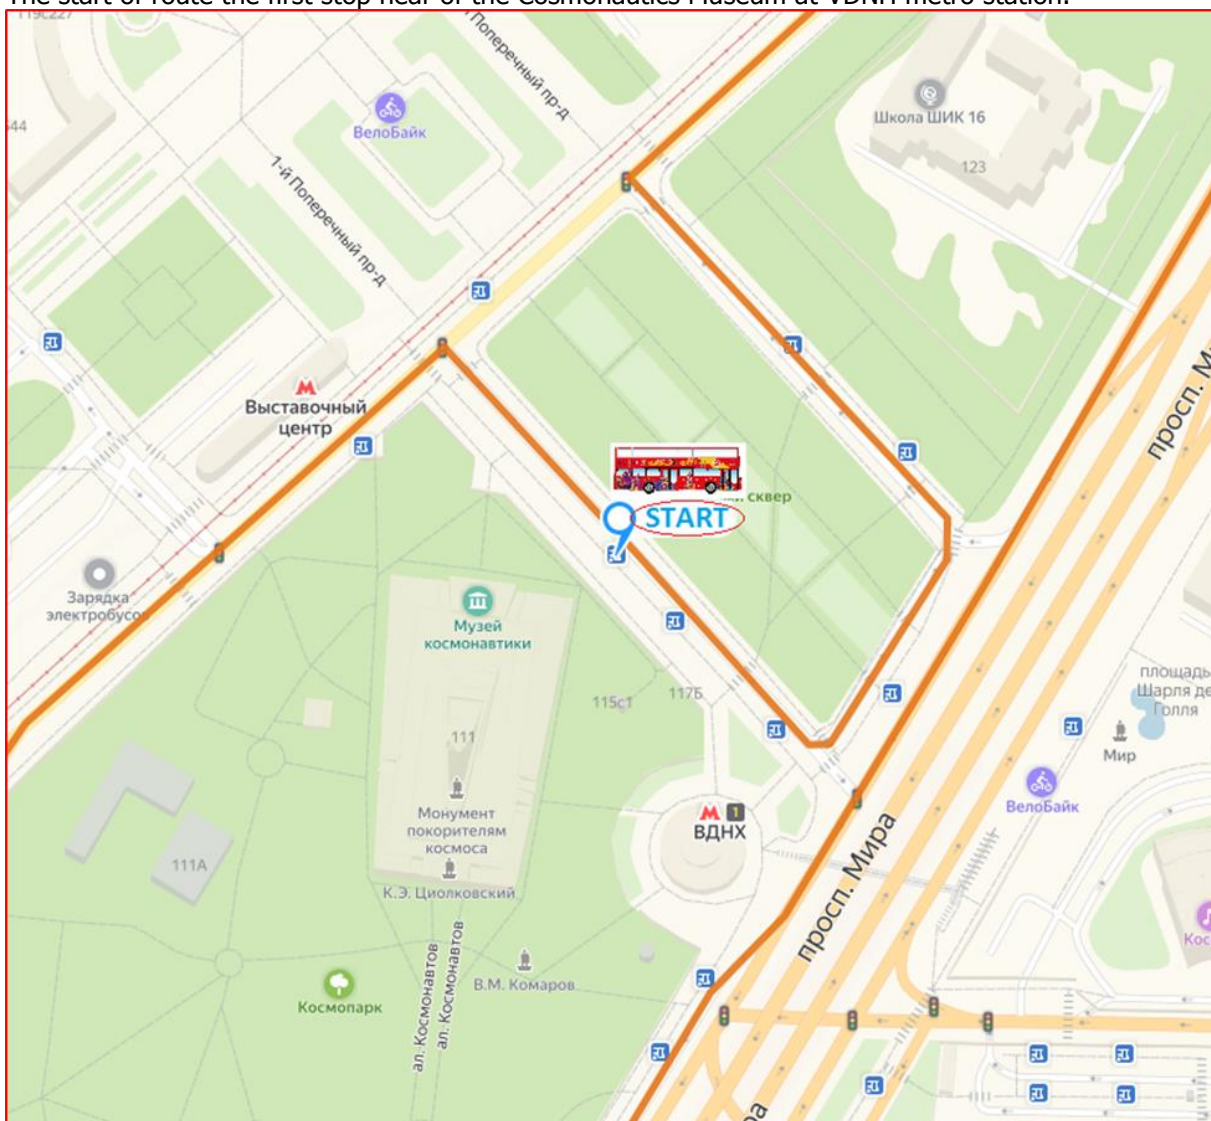 The start of route the first stop near of the Cosmonautics Museum at VDNH metro station.
119с227
Поперечный пр-д
Школа ШИК 16
ВелоБайк
123
1-й Поперечный пр-д
Выставочный
центр
сквер
START
просп. М
Зарядка
электробусо
Музей
космонавтики
115с1
117Б
площадь
Шарля де
Голля
Мир
111
ВелоБайк
1
ВДНХ
Монумент
покорителям
космоса
111А
просп. Мира
К.Э. Циолковский
Кос
ал. Космонавтов
ал. Космонавтов
В.М. Комаров
Космопарк